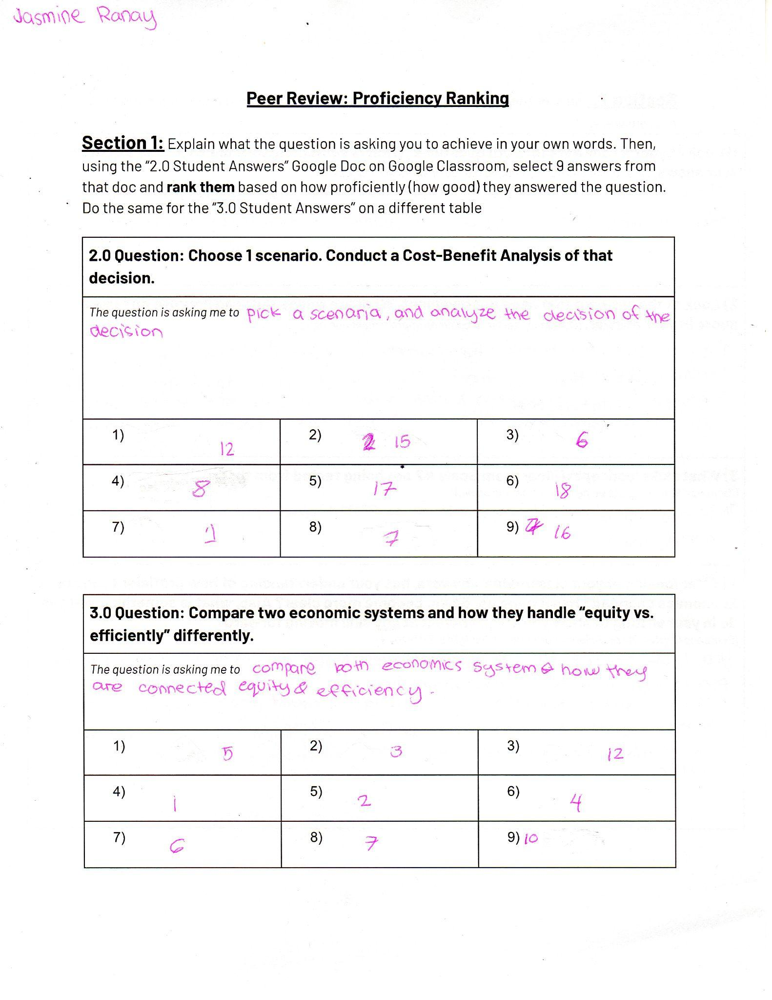 Jasmine Ranay
Peer Review: Proficiency Ranking
Section 1: Explain what the question is asking you to achieve in your own words. Then,
using the “2.0 Student Answers” Google Doc on Google Classroom, select 9 answers from
that doc and rank them based on how proficiently (how good) they answered the question.
Do the same for the “3.0 Student Answers” on a different table
2.0 Question: Choose 1 scenario. Conduct a Cost-Benefit Analysis of that
decision.
The question is asking me to pick a scenaria, and analyze the decision of the
decision
1) 12 2) 15 3) 6
4) 8 5) 17 6) 18
7) 1 8) 7 9) 16
3.0 Question: Compare two economic systems and how they handle “equity vs.
efficiently” differently.
The question is asking me to compare both economics system & how they
are connected equity & efficiency.
1) 5 2) 3 3) 12
4) 1 5) 2 6) 4
7) 6 8) 7 9) 10